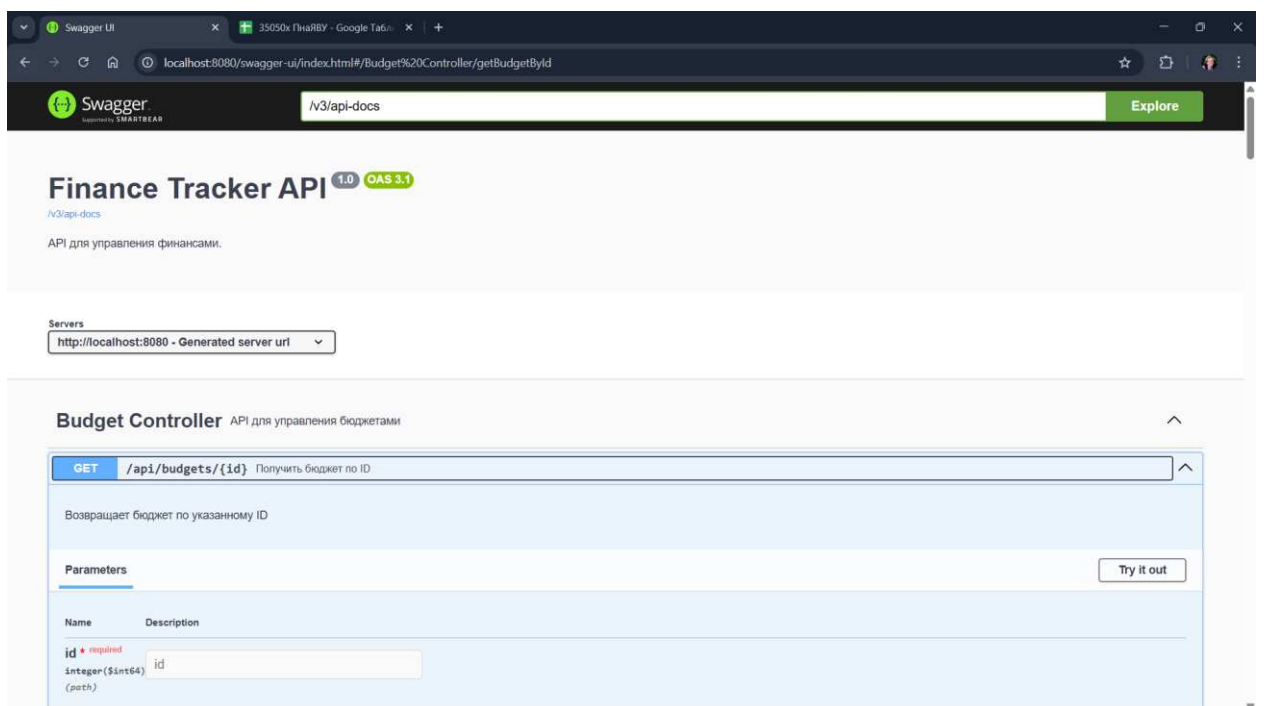 Swagger UI
35050x ПнаЯВУ - Google Табл
localhost:8080/swagger-ui/index.html#/Budget%20Controller/getBudgetById
Swagger.
Supported by SMARTBEAR
/v3/api-docs
Explore
Finance Tracker API 1.0 OAS 3.1
/v3/api-docs
API для управления финансами.
Servers
http://localhost:8080 - Generated server url
Budget Controller API для управления бюджетами
GET /api/budgets/{id} Получить бюджет по ID
Возвращает бюджет по указанному ID
Parameters
Try it out
Name Description
id * required
integer($int64)
(path)
id